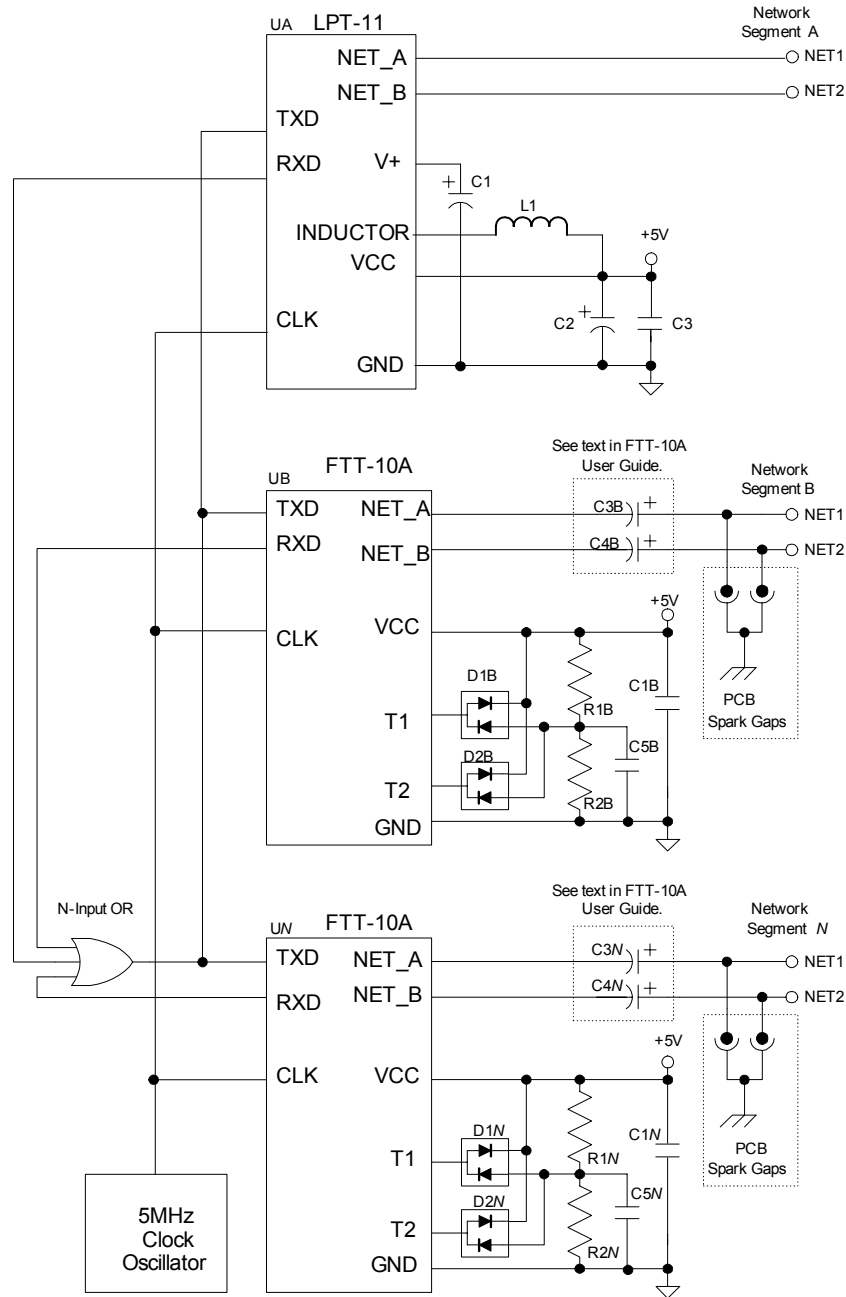 UA LPT-11
Network
Segment A
NET_A
NET1
NET_B
NET2
TXD
RXD
V+
C1
+
L1
INDUCTOR
+5V
VCC
CLK
C2
+
C3
GND
See text in FTT-10A
User Guide.
UB
FTT-10A
Network
Segment B
TXD
NET_A
C3B
+
NET1
RXD
NET_B
C4B
+
NET2
+5V
CLK
VCC
D1B
C1B
PCB
Spark Gaps
T1
R1B
D2B
C5B
T2
R2B
GND
See text in FTT-10A
User Guide.
N-Input OR
UN
FTT-10A
Network
Segment N
TXD
NET_A
C3N
+
NET1
RXD
NET_B
C4N
+
NET2
+5V
CLK
VCC
D1N
C1N
PCB
Spark Gaps
T1
R1N
D2N
C5N
T2
R2N
GND
5MHz
Clock
Oscillator